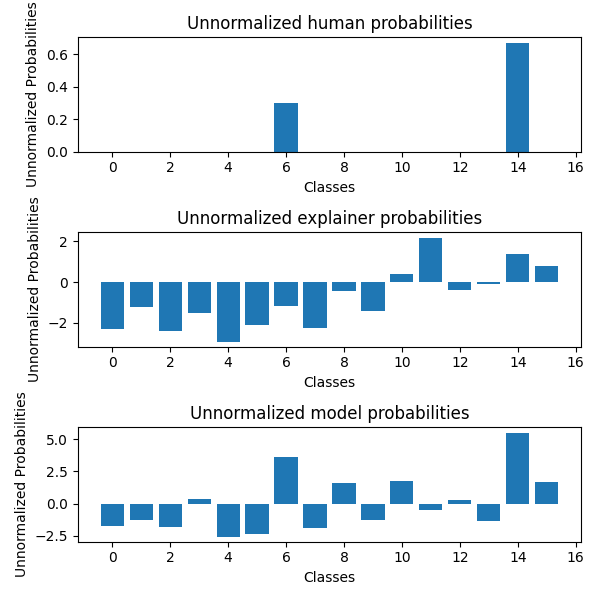 Unnormalized human probabilities
Unnormalized Probabilities
0.6
0.4
0.2
0.0
0 2 4 6 8 10 12 14 16
Classes
Unnormalized explainer probabilities
Unnormalized Probabilities
2
0
−2
0 2 4 6 8 10 12 14 16
Classes
Unnormalized model probabilities
Unnormalized Probabilities
5.0
2.5
0.0
−2.5
0 2 4 6 8 10 12 14 16
Classes